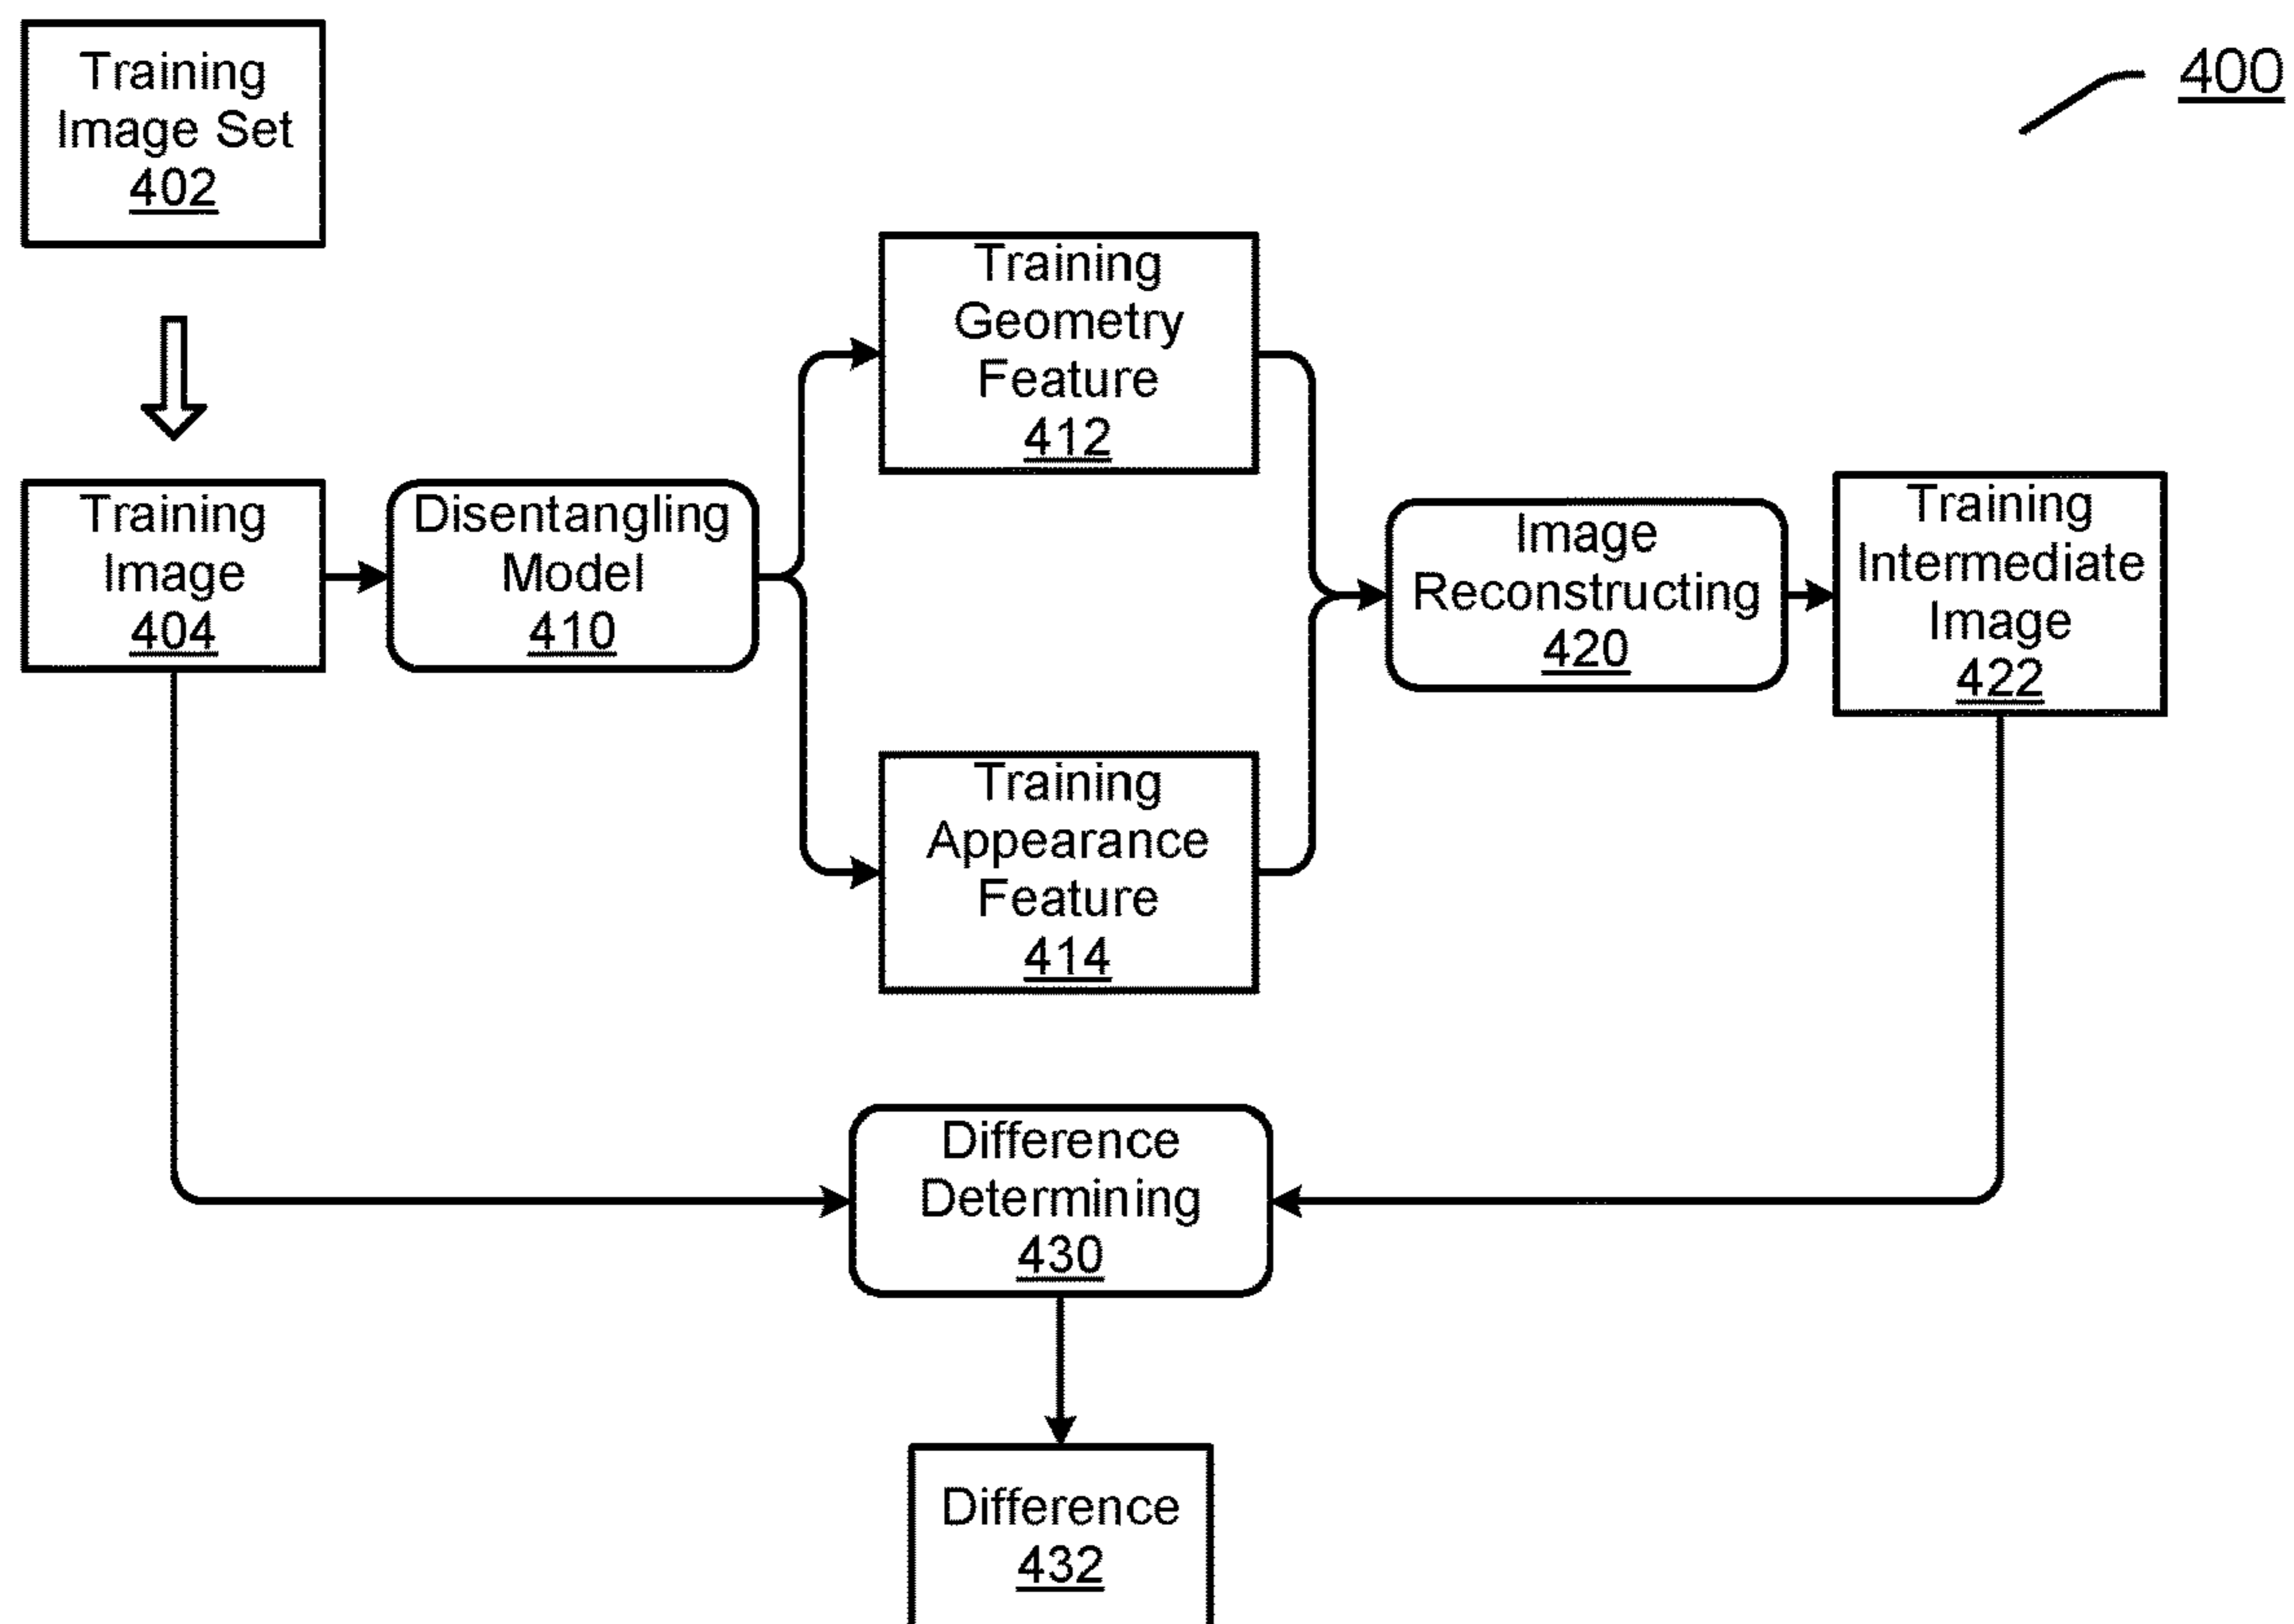 Training
Image Set
402
400
Training
Geometry
Feature
412
Training
Image
404
Disentangling
Model
410
Image
Reconstructing
420
Training
Intermediate
Image
422
Training
Appearance
Feature
414
Difference
Determining
430
Difference
432